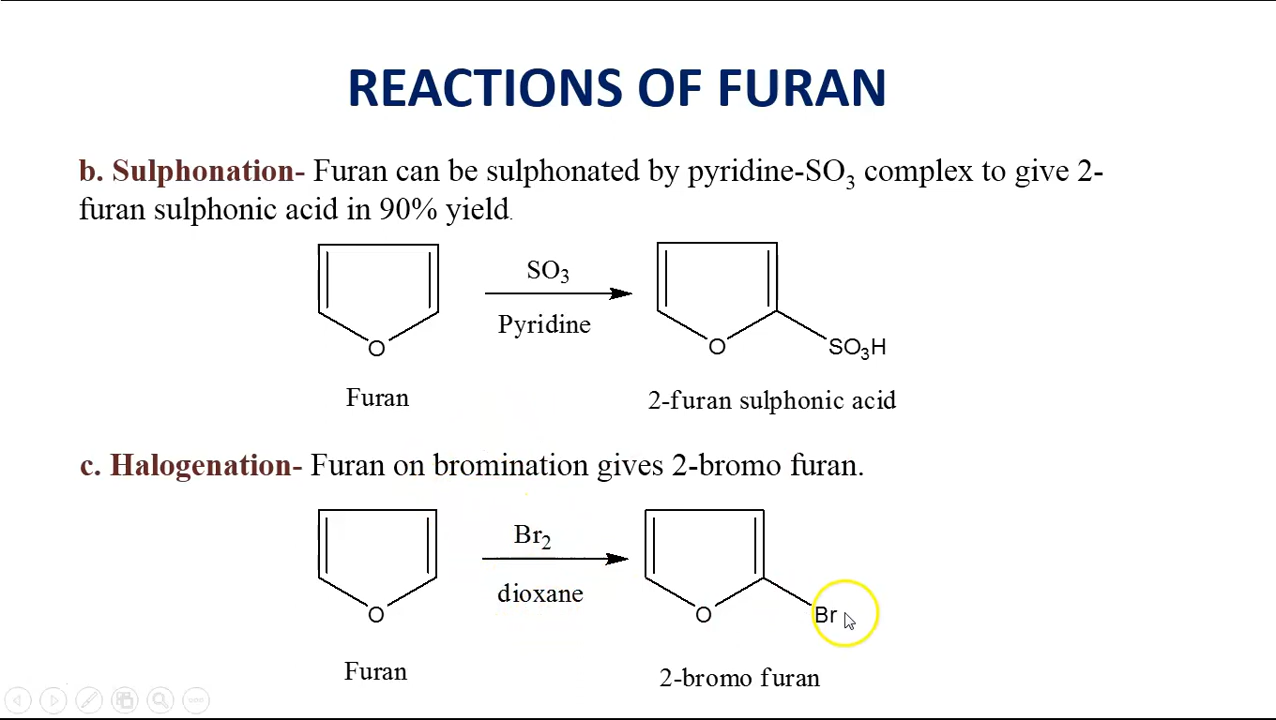 REACTIONS OF FURAN
b. Sulphonation- Furan can be sulphonated by pyridine-SO₃ complex to give 2-
furan sulphonic acid in 90% yield.
SO₃
Pyridine
O
O
SO₃H
Furan
2-furan sulphonic acid
c. Halogenation- Furan on bromination gives 2-bromo furan.
Br₂
dioxane
O
O
Br
Furan
2-bromo furan